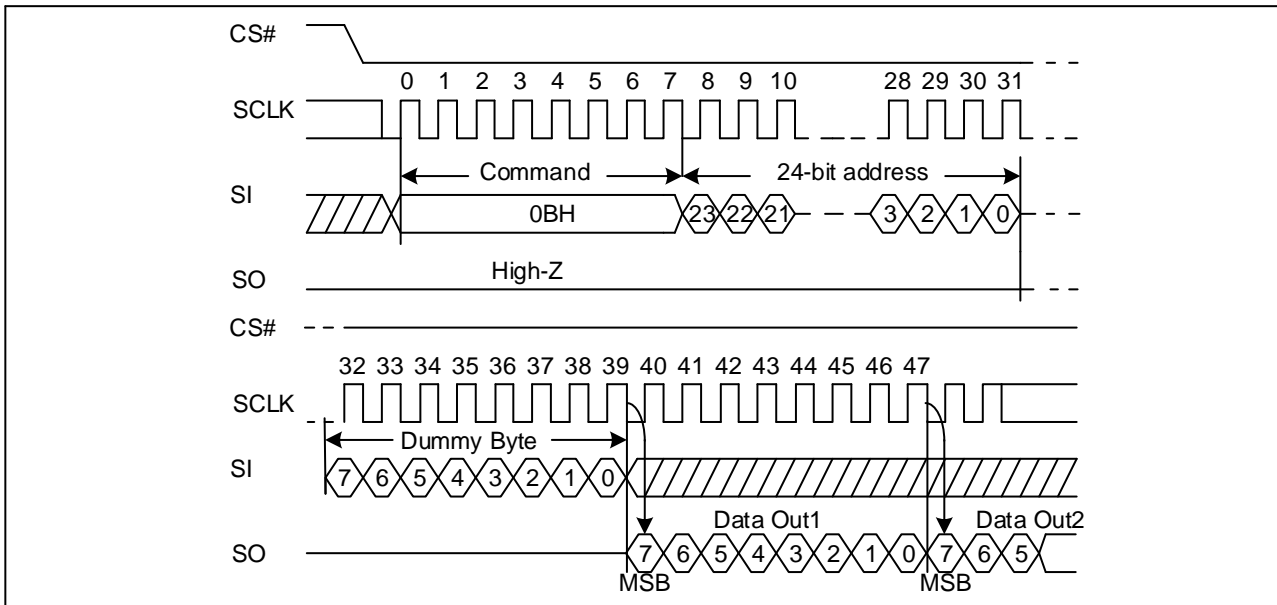 CS#
0 1 2 3 4 5 6 7 8 9 10 28 29 30 31
SCLK
Command 24-bit address
SI
0BH 23 22 21 3 2 1 0
High-Z
SO
CS#
32 33 34 35 36 37 38 39 40 41 42 43 44 45 46 47
SCLK
Dummy Byte
SI
7 6 5 4 3 2 1 0
Data Out1 Data Out2
SO
7 6 5 4 3 2 1 0 7 6 5
MSB MSB